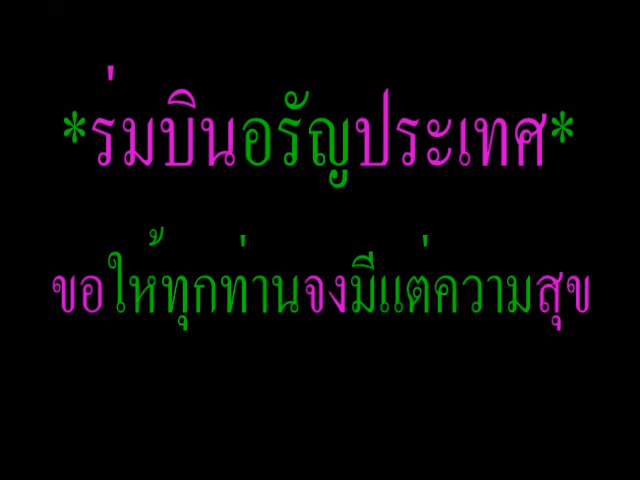 *ร่มบินอรัญประเทศ*
ขอให้ทุกท่านจงมีแต่ความสุข